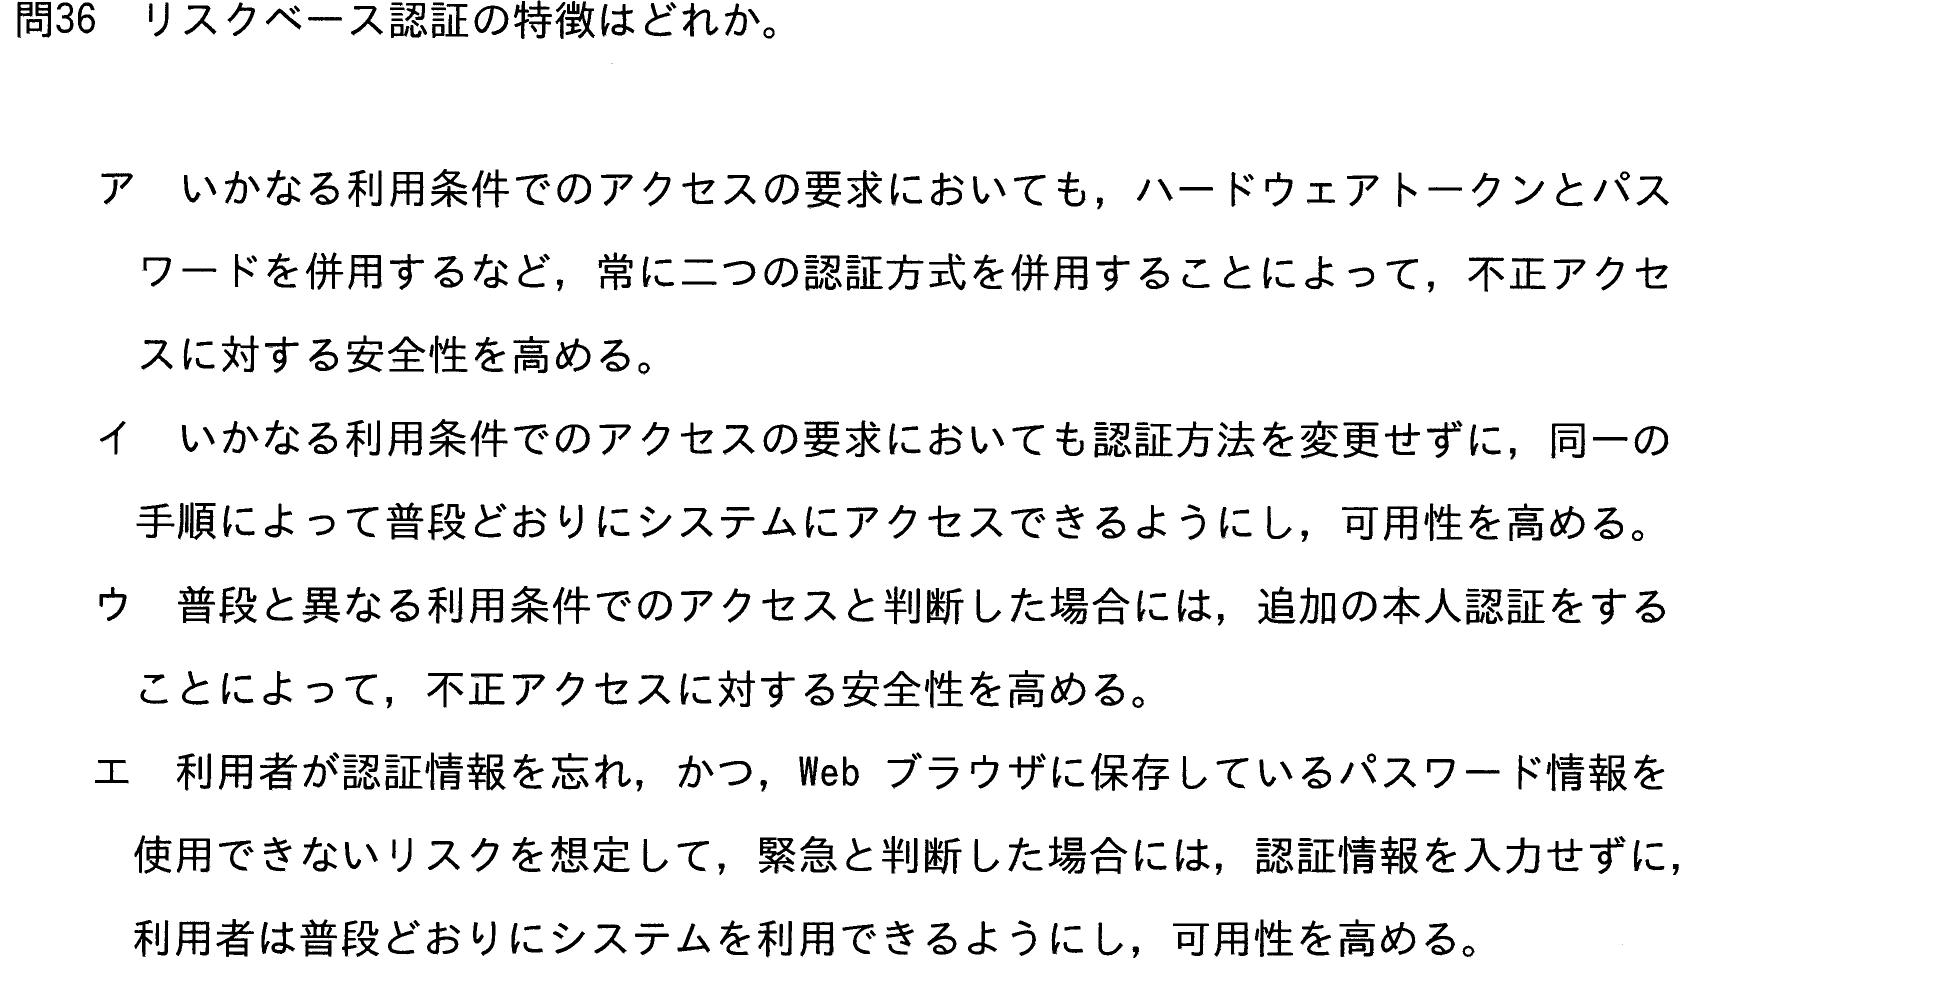 問36　リスクベース認証の特徴はどれか。
ア　いかなる利用条件でのアクセスの要求においても，ハードウェアトークンとパス
ワードを併用するなど，常に二つの認証方式を併用することによって，不正アクセ
スに対する安全性を高める。
イ　いかなる利用条件でのアクセスの要求においても認証方法を変更せずに，同一の
手順によって普段どおりにシステムにアクセスできるようにし，可用性を高める。
ウ　普段と異なる利用条件でのアクセスと判断した場合には，追加の本人認証をする
ことによって，不正アクセスに対する安全性を高める。
エ　利用者が認証情報を忘れ，かつ，Web ブラウザに保存しているパスワード情報を
使用できないリスクを想定して，緊急と判断した場合には，認証情報を入力せずに，
利用者は普段どおりにシステムを利用できるようにし，可用性を高める。